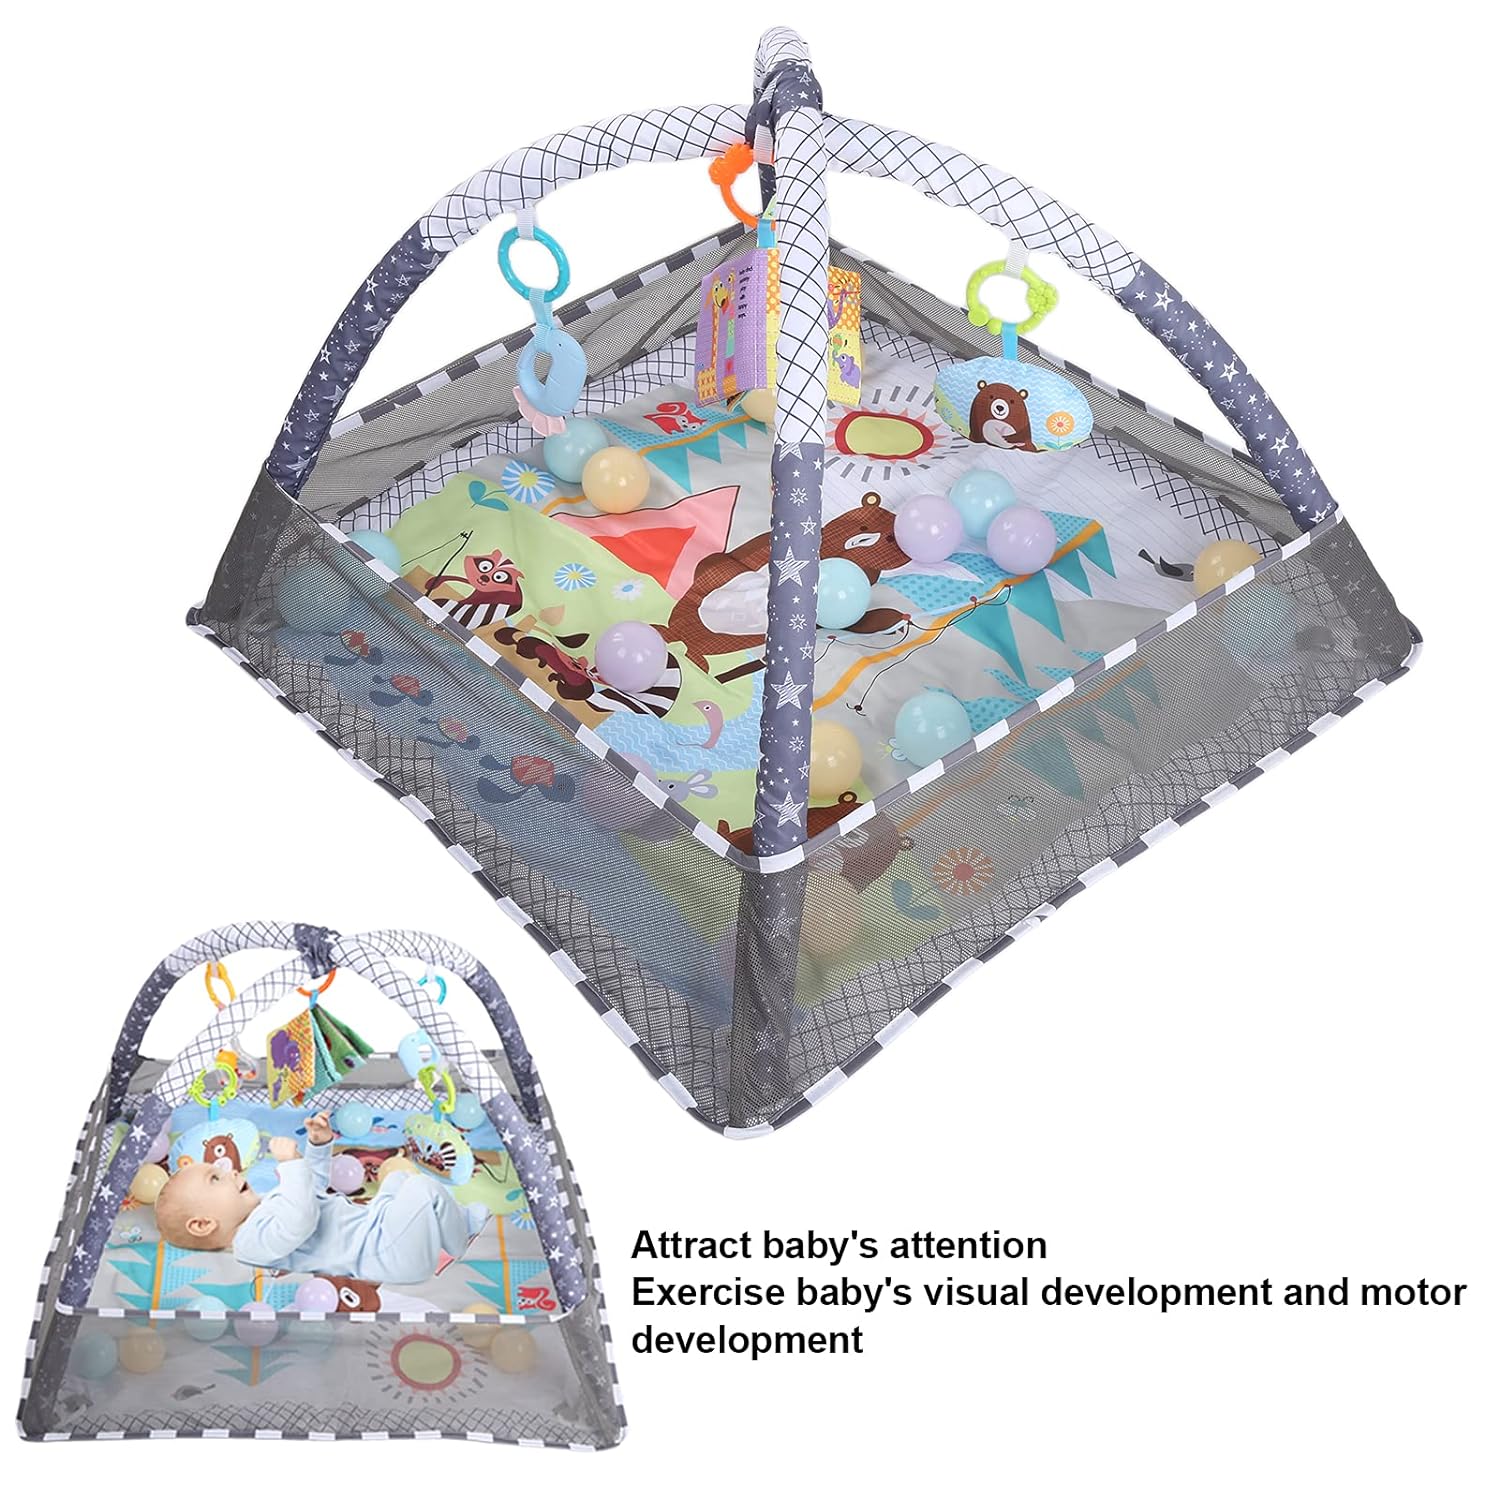 Attract baby's attention
Exercise baby's visual development and motor
development